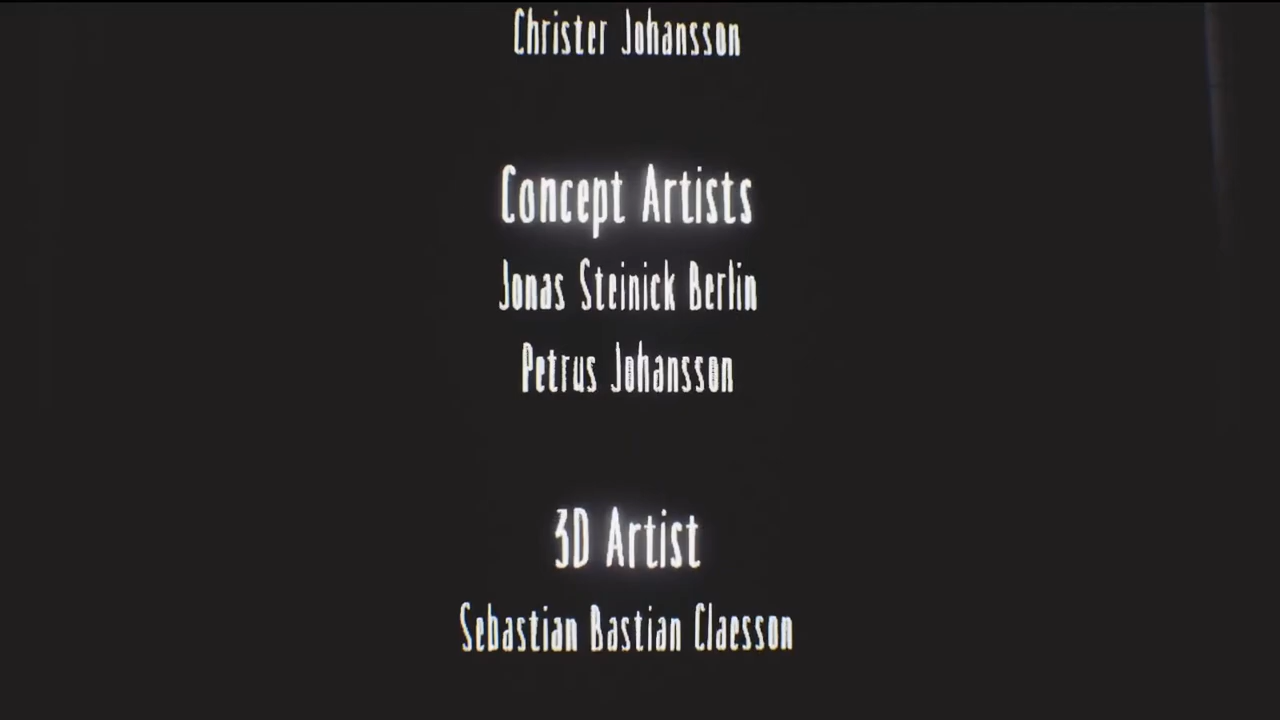 Christer Johansson
Concept Artists
Jonas Steinick Berlin
Petrus Johansson
3D Artist
Sebastian Bastian Claesson